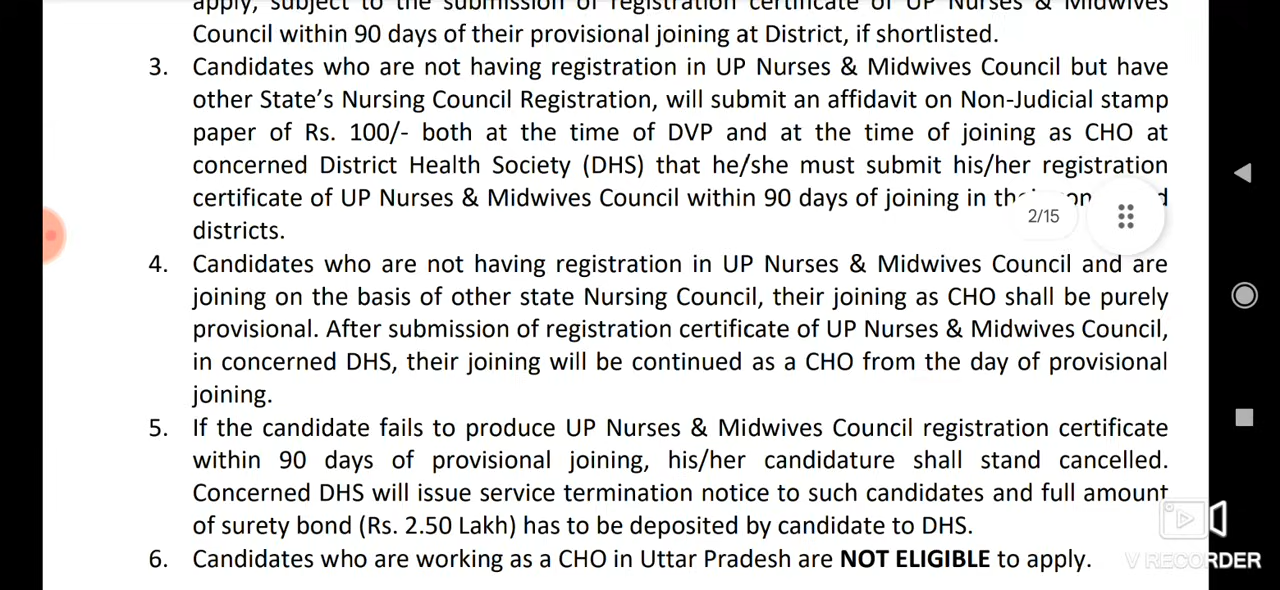 apply, subject to the submission of registration certificate of UP Nurses & Midwives
Council within 90 days of their provisional joining at District, if shortlisted.
3. Candidates who are not having registration in UP Nurses & Midwives Council but have
other State's Nursing Council Registration, will submit an affidavit on Non-Judicial stamp
paper of Rs. 100/- both at the time of DVP and at the time of joining as CHO at
concerned District Health Society (DHS) that he/she must submit his/her registration
certificate of UP Nurses & Midwives Council within 90 days of joining in
districts.
2/15
4. Candidates who are not having registration in UP Nurses & Midwives Council and are
joining on the basis of other state Nursing Council, their joining as CHO shall be purely
provisional. After submission of registration certificate of UP Nurses & Midwives Council,
in concerned DHS, their joining will be continued as a CHO from the day of provisional
joining.
5. If the candidate fails to produce UP Nurses & Midwives Council registration certificate
within 90 days of provisional joining, his/her candidature shall stand cancelled.
Concerned DHS will issue service termination notice to such candidates and full amount
of surety bond (Rs. 2.50 Lakh) has to be deposited by candidate to DHS.
6. Candidates who are working as a CHO in Uttar Pradesh are NOT ELIGIBLE to apply.
V RECORDER